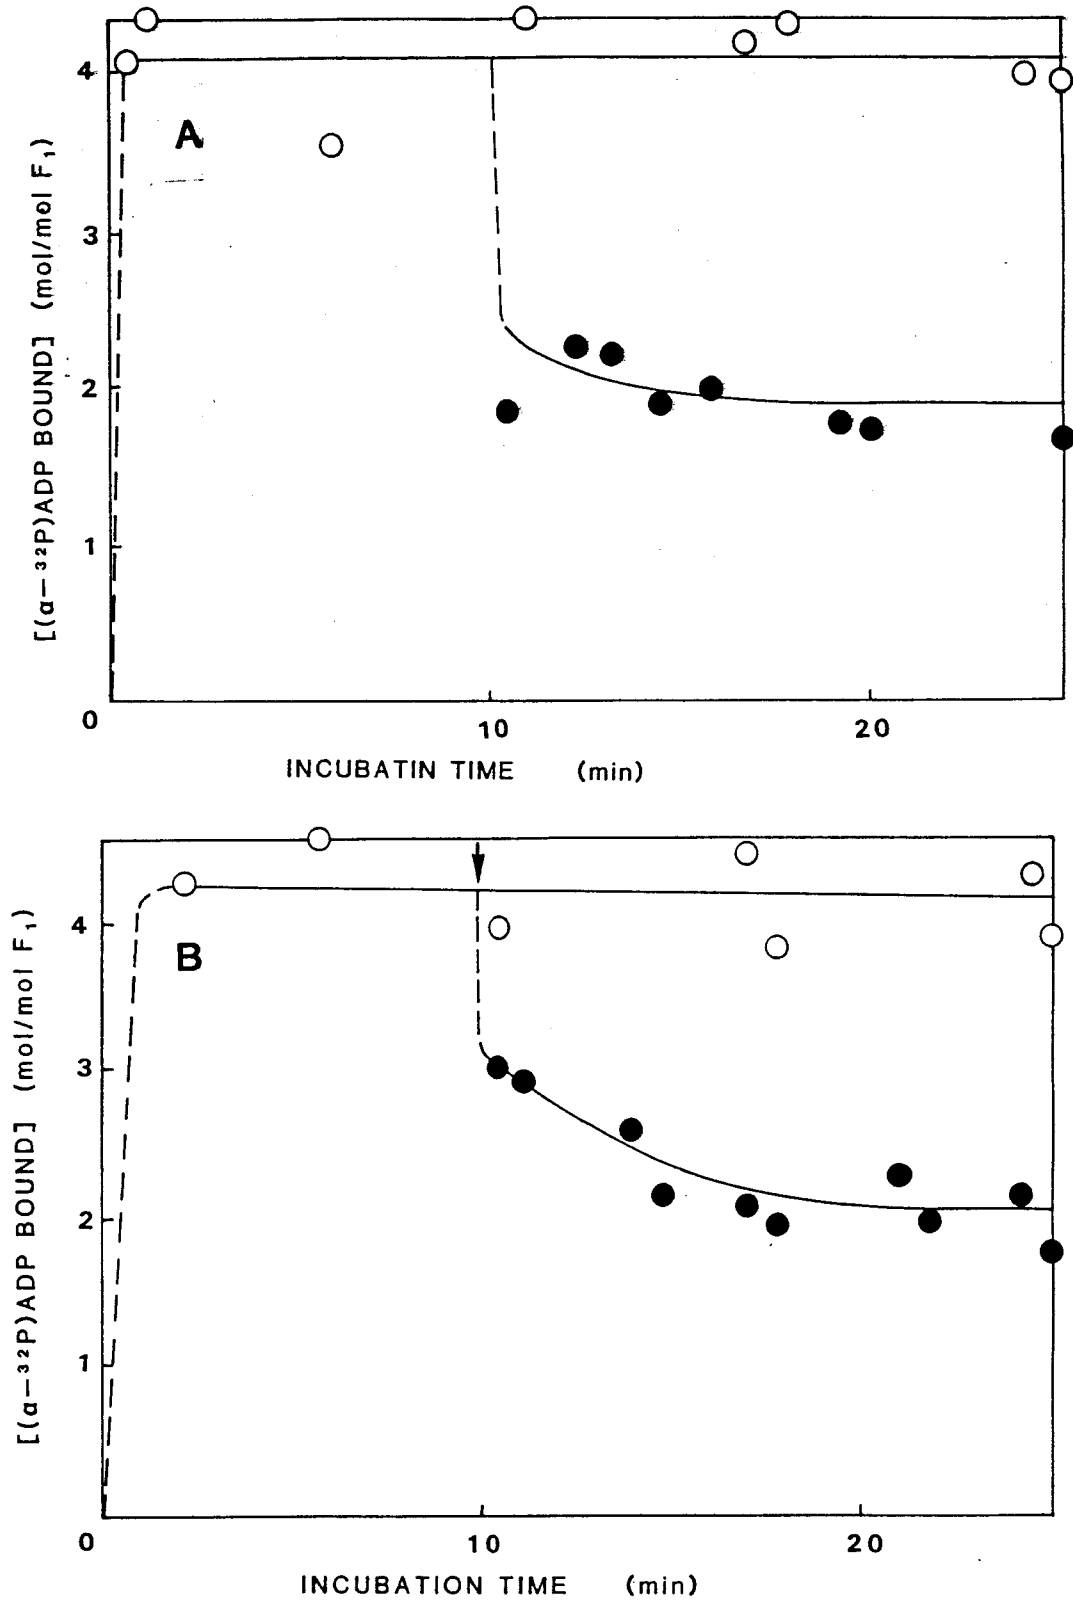 A
[(α—³²P)ADP BOUND] (mol/mol F₁)
4
3
2
1
0
10
20
INCUBATIN TIME (min)
B
[(α—³²P)ADP BOUND] (mol/mol F₁)
4
3
2
1
0
10
20
INCUBATION TIME (min)